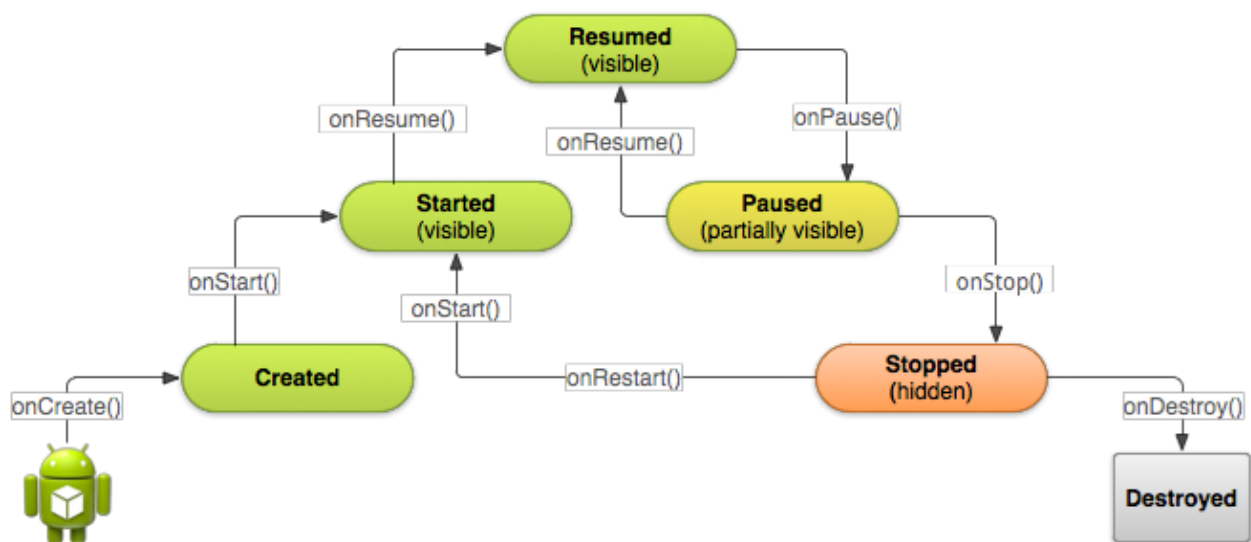 Resumed
(visible)
onResume()
onResume()
onPause()
Started
(visible)
Paused
(partially visible)
onStart()
onStart()
onStop()
Created
onRestart()
Stopped
(hidden)
onCreate()
onDestroy()
Destroyed